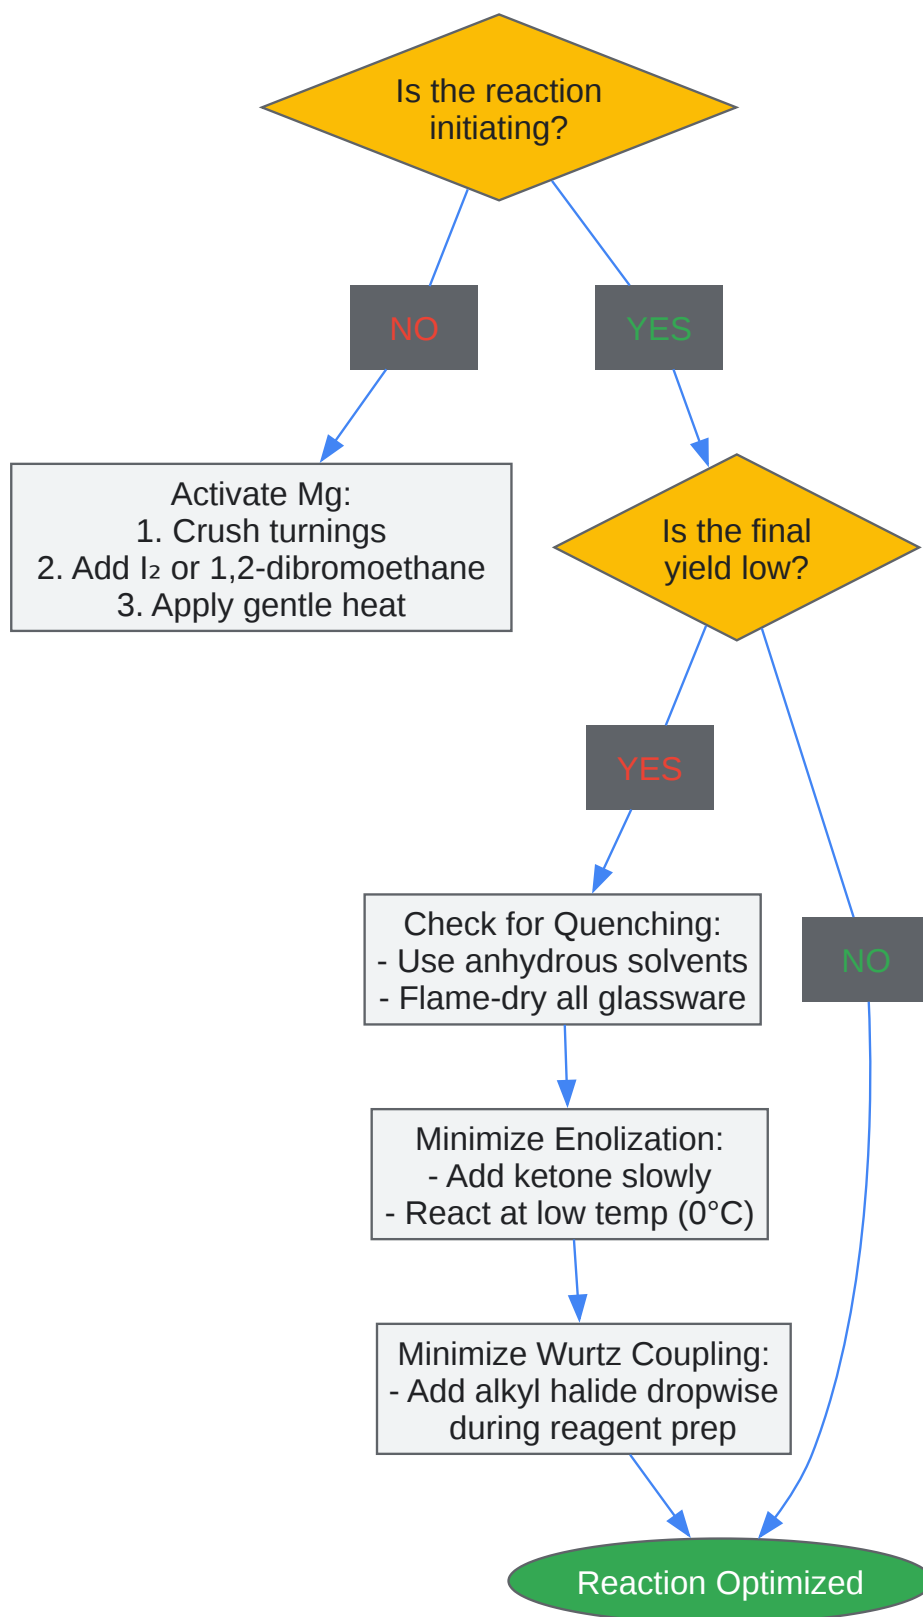 Is the reaction
initiating?
NO
YES
Activate Mg:
1. Crush turnings
2. Add I₂ or 1,2-dibromoethane
3. Apply gentle heat
Is the final
yield low?
YES
Check for Quenching:
- Use anhydrous solvents
- Flame-dry all glassware
NO
Minimize Enolization:
- Add ketone slowly
- React at low temp (0°C)
Minimize Wurtz Coupling:
- Add alkyl halide dropwise
during reagent prep
Reaction Optimized